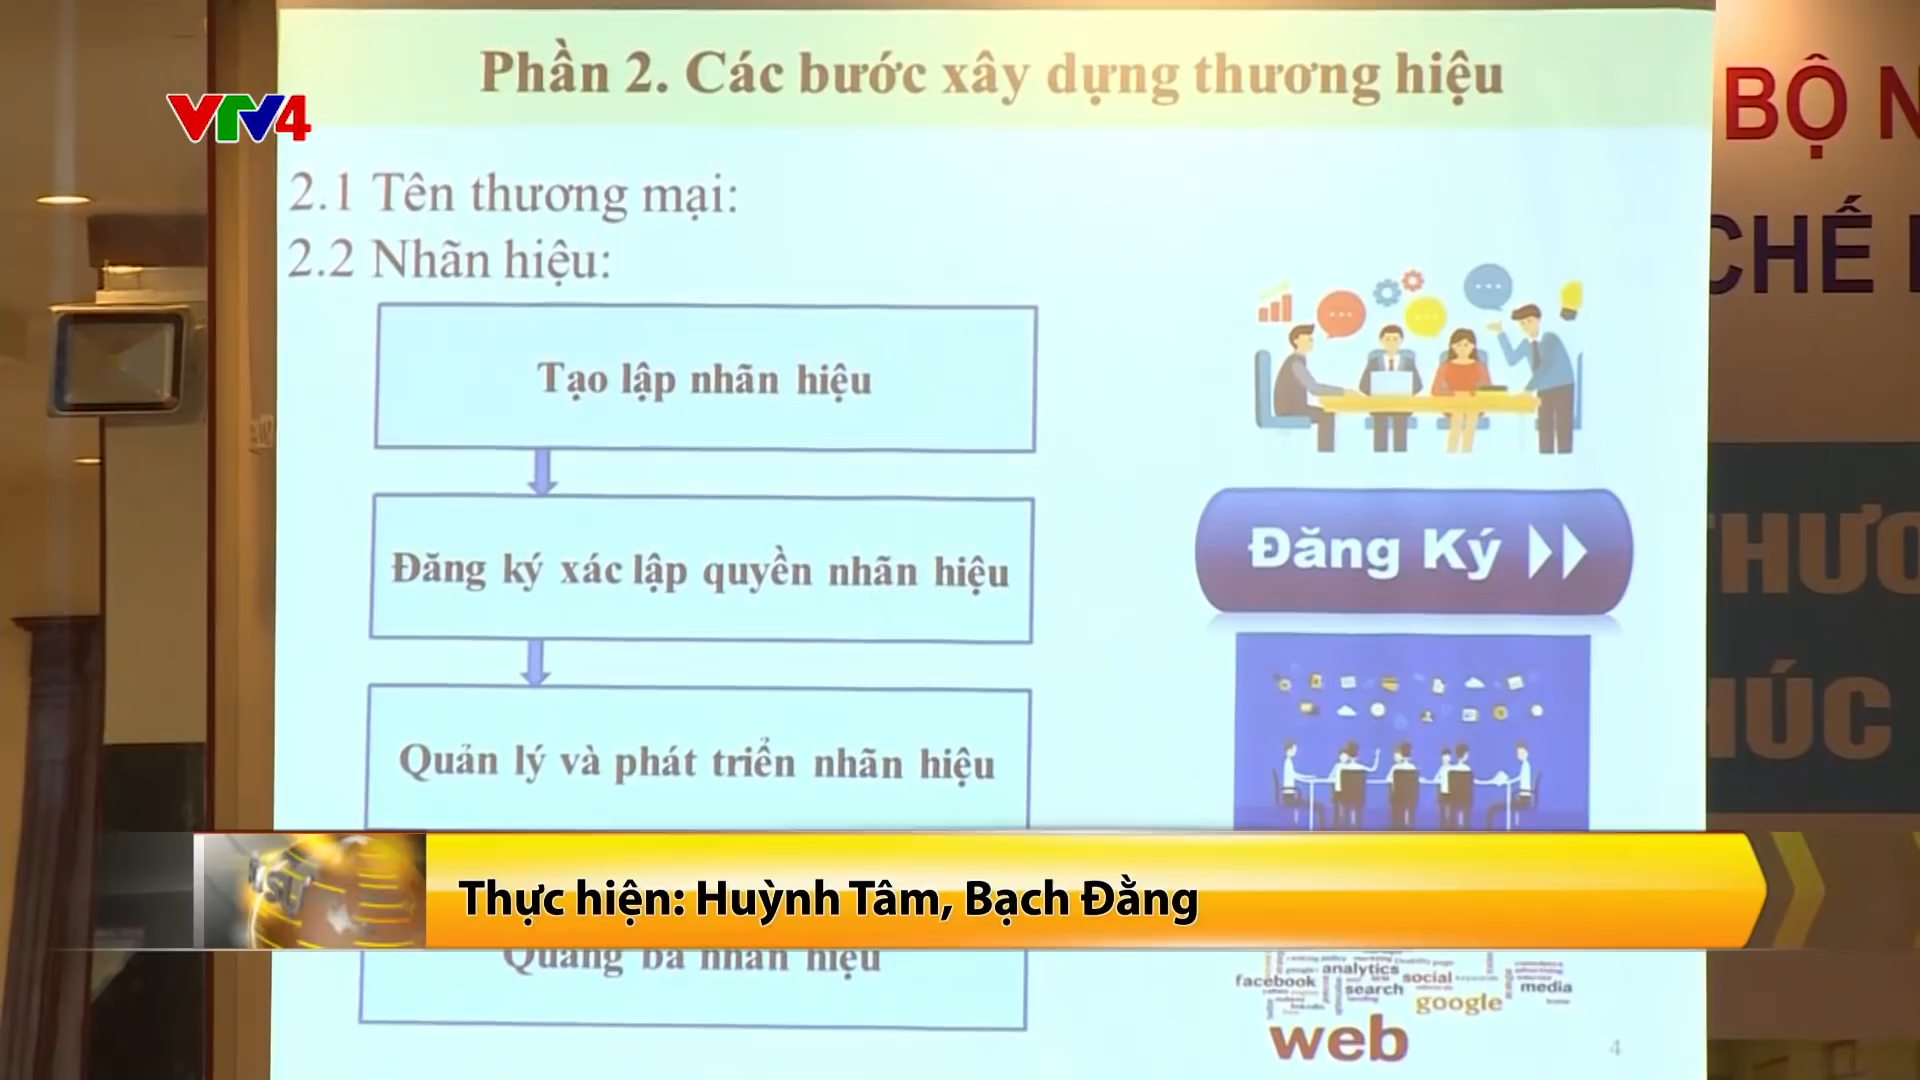 Phần 2. Các bước xây dựng thương hiệu
VTV4
BỘ N
2.1 Tên thương mại:
2.2 Nhãn hiệu:
CHẾ
Tạo lập nhãn hiệu
Đăng ký xác lập quyền nhãn hiệu
Đăng Ký
THƯƠ
HÚC
Quản lý và phát triển nhãn hiệu
Thực hiện: Huỳnh Tâm, Bạch Đằng
Quảng bá nhãn hiệu
facebook analytics social media
search google
web
4